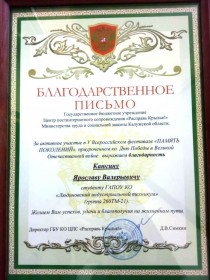 БЛАГОДАРСТВЕННОЕ
ПИСЬМО
Государственное бюджетное учреждение
Центр постинтернатного сопровождения «Расправь Крылья!»
Министерства труда и социальной защиты Калужской области.
За активное участие в V Всероссийском фестивале «ПАМЯТЬ
ПОКОЛЕНИЙ», приуроченном ко Дню Победы в Великой
Отечественной войне выражаем благодарность
Ярославу Валерьевичу
студенту ГАПОУ КО
«Людиновский индустриальный техникум»
Желаем Вам успехов, удачи и благополучия на жизненном пути.
Директор ГБУ КО ЦПС «Расправь Крылья!»